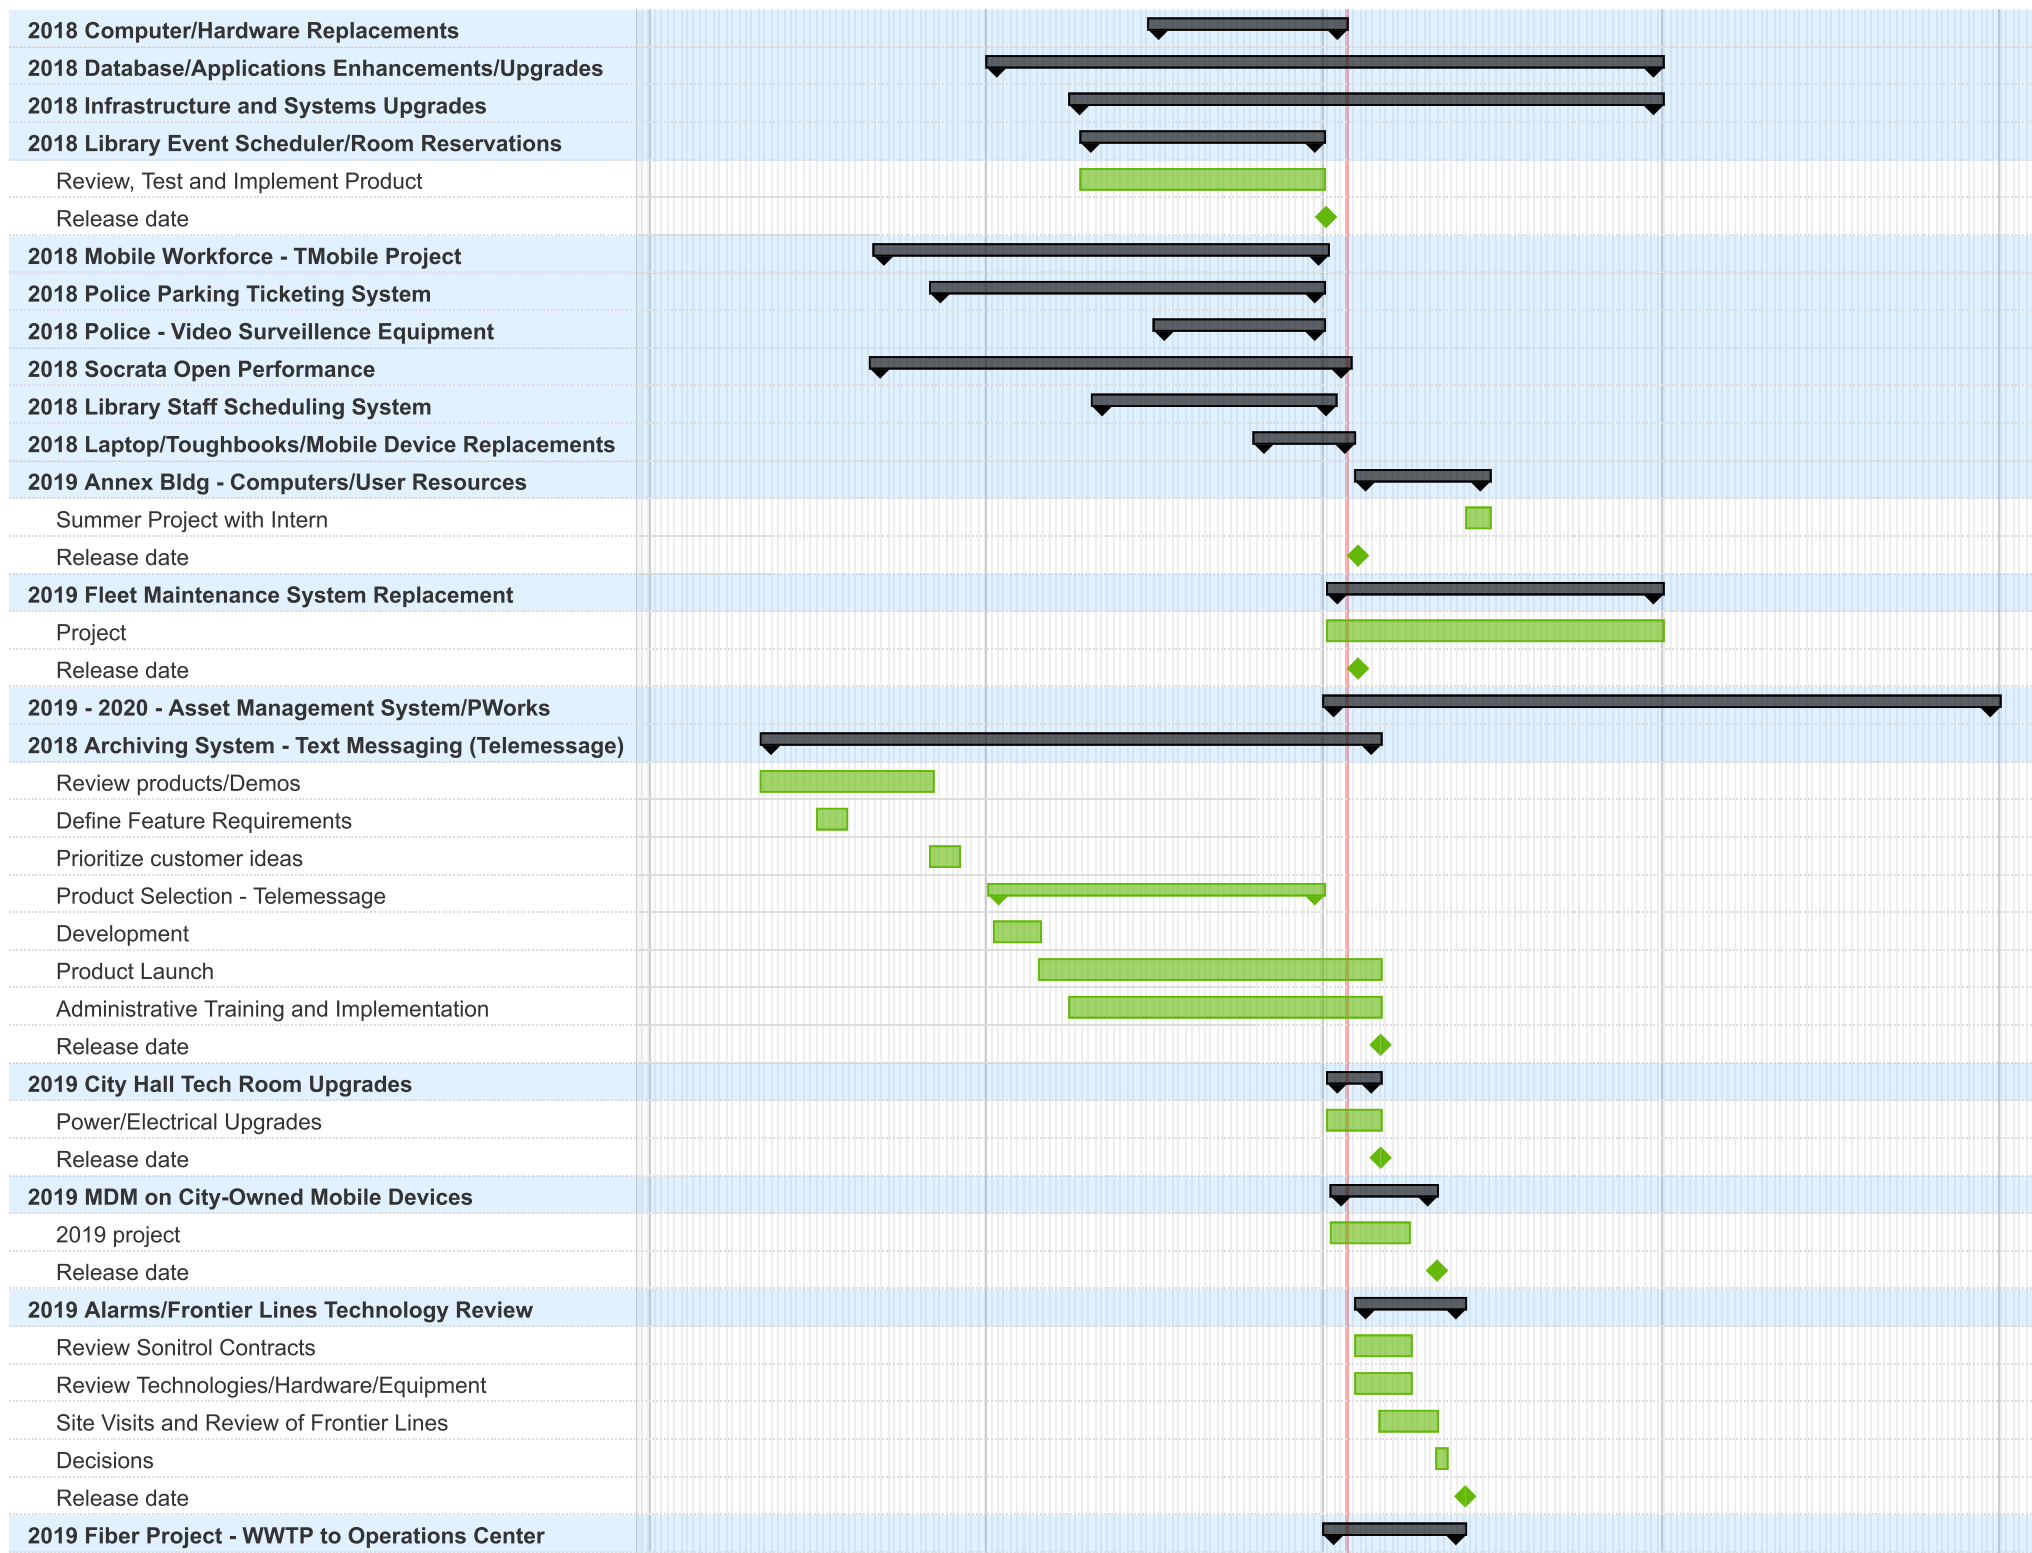 2018 Computer/Hardware Replacements
2018 Database/Applications Enhancements/Upgrades
2018 Infrastructure and Systems Upgrades
2018 Library Event Scheduler/Room Reservations
Review, Test and Implement Product
Release date
2018 Mobile Workforce - TMobile Project
2018 Police Parking Ticketing System
2018 Police - Video Surveillence Equipment
2018 Socrata Open Performance
2018 Library Staff Scheduling System
2018 Laptop/Toughbooks/Mobile Device Replacements
2019 Annex Bldg - Computers/User Resources
Summer Project with Intern
Release date
2019 Fleet Maintenance System Replacement
Project
Release date
2019 - 2020 - Asset Management System/PWorks
2018 Archiving System - Text Messaging (Telemessage)
Review products/Demos
Define Feature Requirements
Prioritize customer ideas
Product Selection - Telemessage
Development
Product Launch
Administrative Training and Implementation
Release date
2019 City Hall Tech Room Upgrades
Power/Electrical Upgrades
Release date
2019 MDM on City-Owned Mobile Devices
2019 project
Release date
2019 Alarms/Frontier Lines Technology Review
Review Sonitrol Contracts
Review Technologies/Hardware/Equipment
Site Visits and Review of Frontier Lines
Decisions
Release date
2019 Fiber Project - WWTP to Operations Center